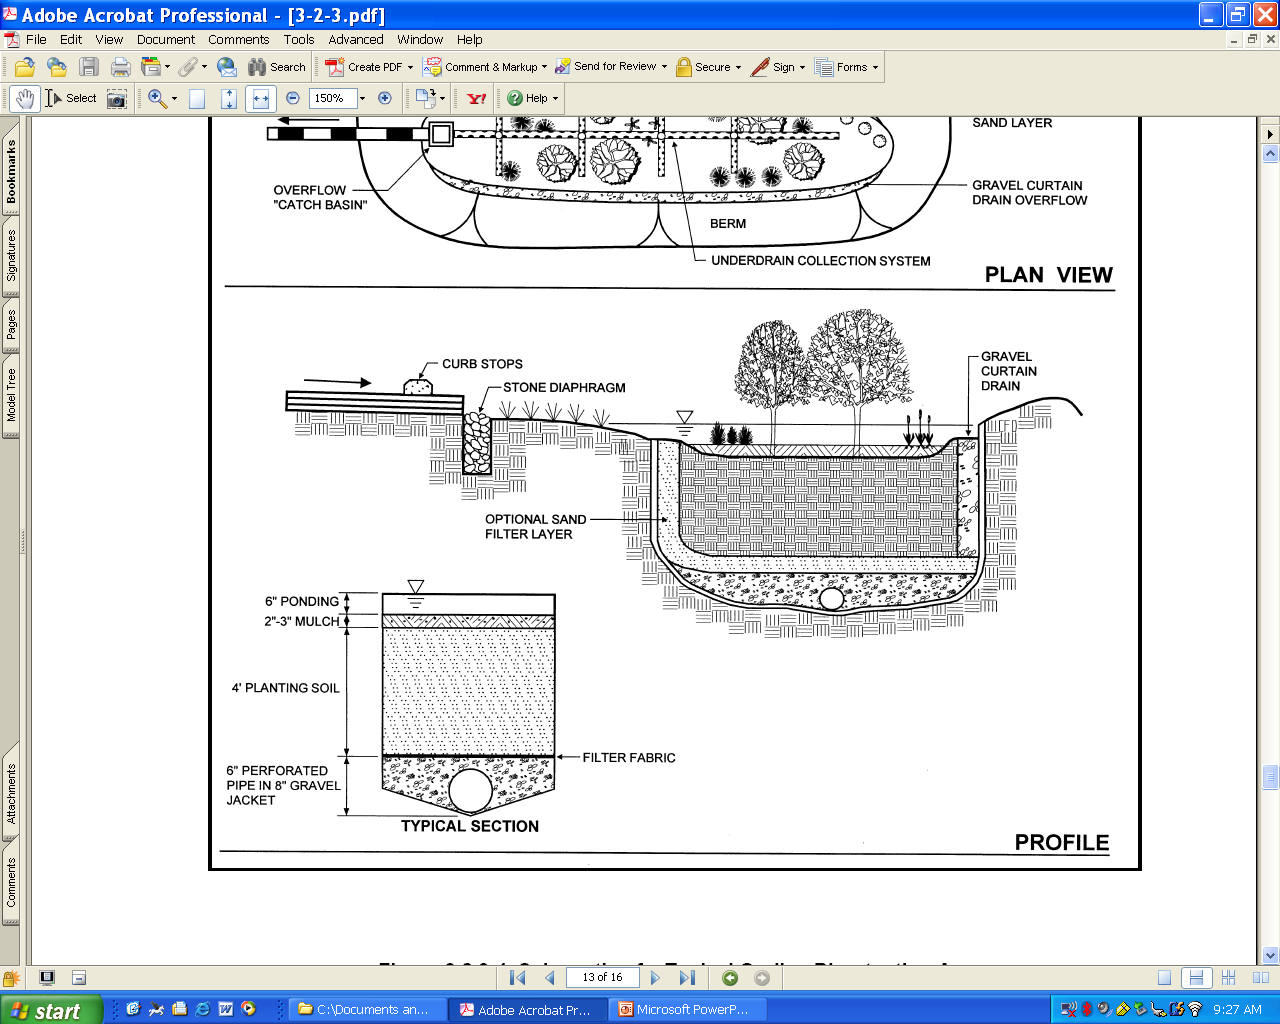 Adobe Acrobat Professional - [3-2-3.pdf]
File Edit View Document Comments Tools Advanced Window Help
Search Create PDF Comment & Markup Send for Review Secure Sign Forms
Select 150% Y! Help
Bookmarks
Signatures
Pages
Model Tree
Attachments
Comments
SAND LAYER
OVERFLOW
"CATCH BASIN"
GRAVEL CURTAIN
DRAIN OVERFLOW
BERM
UNDERDRAIN COLLECTION SYSTEM
PLAN VIEW
CURB STOPS
STONE DIAPHRAGM
GRAVEL
CURTAIN
DRAIN
OPTIONAL SAND
FILTER LAYER
6" PONDING
2"-3" MULCH
4' PLANTING SOIL
FILTER FABRIC
6" PERFORATED
PIPE IN 8" GRAVEL
JACKET
TYPICAL SECTION
PROFILE
13 of 16
start C:\Documents an... Adobe Acrobat Pr... Microsoft PowerP... 9:27 AM